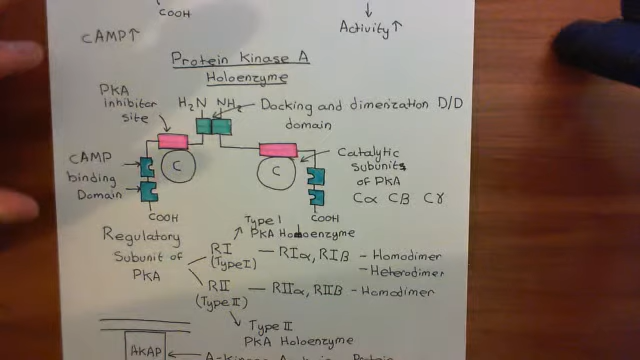 COOH
cAMP↑
Activity↑
Protein Kinase A
Holoenzyme
PKA
inhibitor
site
H₂N NH₂
Docking and dimerization D/D
domain
cAMP
binding
Domain
C
C
Catalytic
Subunits
of PKA
Cα Cβ Cγ
COOH
COOH
Regulatory
Subunit of
PKA
Type I
PKA Holoenzyme
RI
(Type I)
RIα, RIβ
- Homodimer
- Heterodimer
RII
(Type II)
RIIα, RIIβ - Homodimer
Type II
PKA Holoenzyme
AKAP